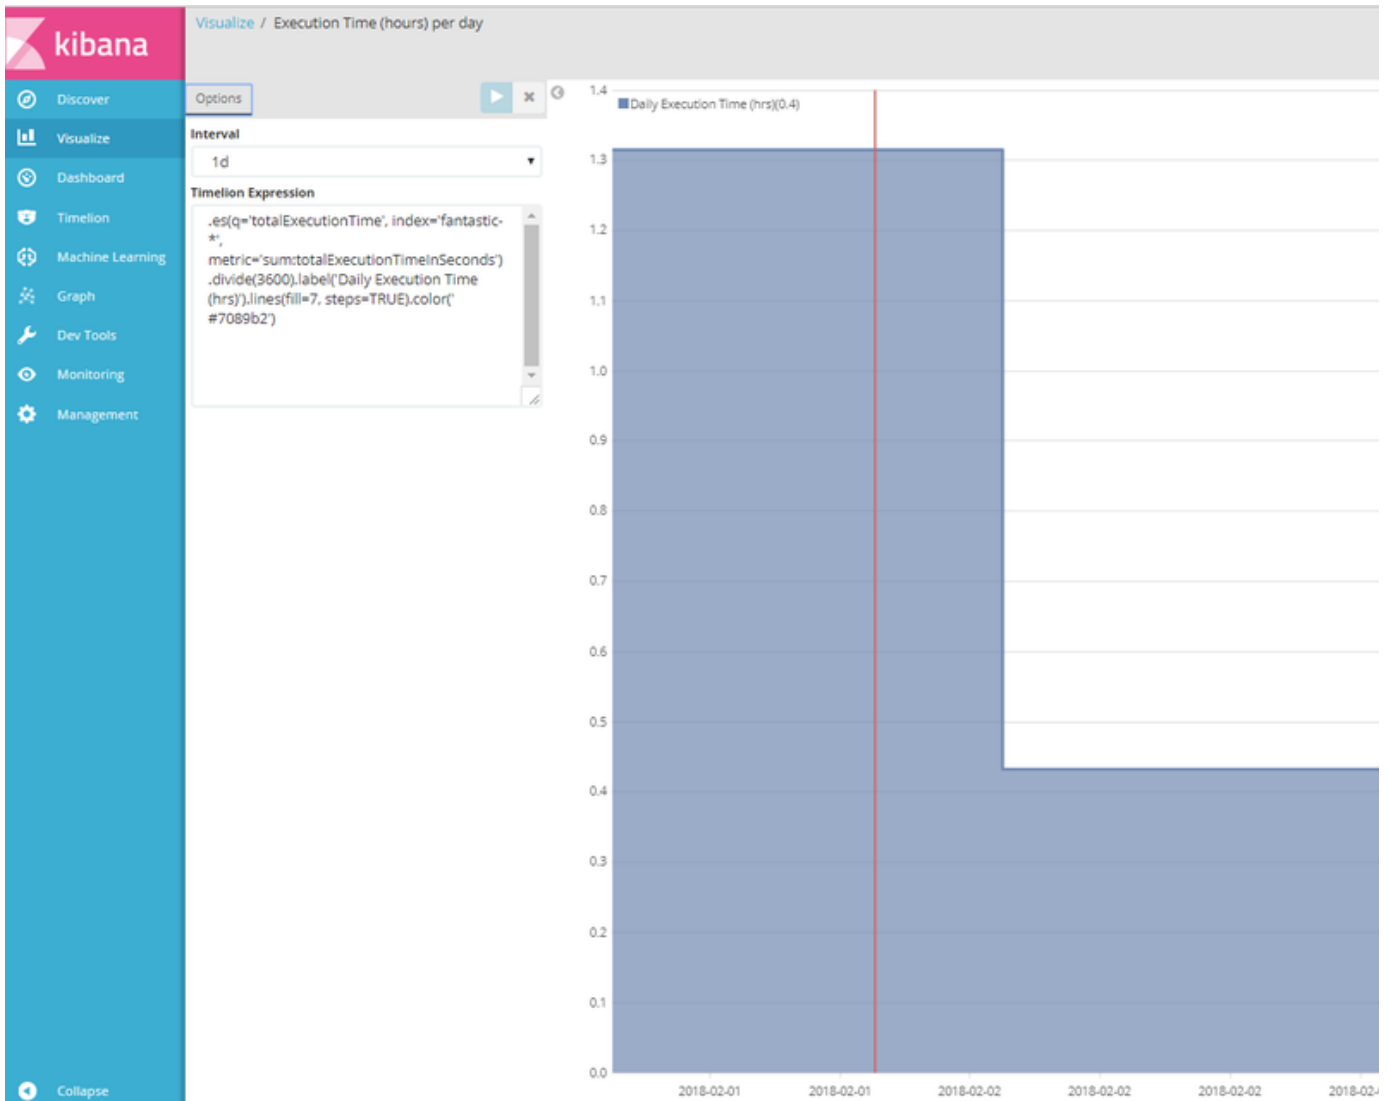 kibana
Visualize / Execution Time (hours) per day
Discover
Visualize
Dashboard
Timelion
Machine Learning
Graph
Dev Tools
Monitoring
Management
Collapse
Options
Interval
1d
Timelion Expression
.es(q='totalExecutionTime', index='fantastic-
*',
metric='sum:totalExecutionTimeInSeconds')
.divide(3600).label('Daily Execution Time
(hrs)').lines(fill=7, steps=TRUE).color('
#7089b2')
Daily Execution Time (hrs)(0.4)
1.4
1.3
1.2
1.1
1.0
0.9
0.8
0.7
0.6
0.5
0.4
0.3
0.2
0.1
0.0
2018-02-01 2018-02-01 2018-02-02 2018-02-02 2018-02-02 2018-02-